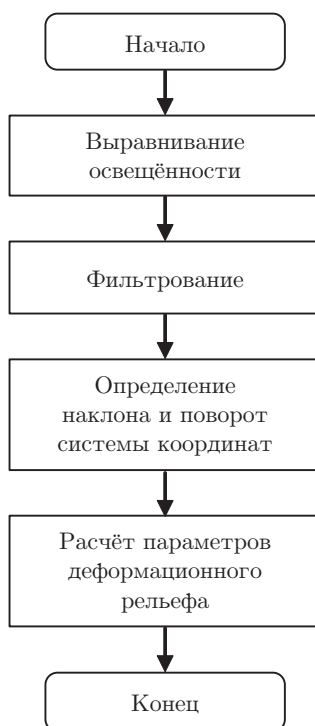 Начало
Выравнивание
освещённости
Фильтрование
Определение
наклона и поворот
системы координат
Расчёт параметров
деформационного
рельефа
Конец